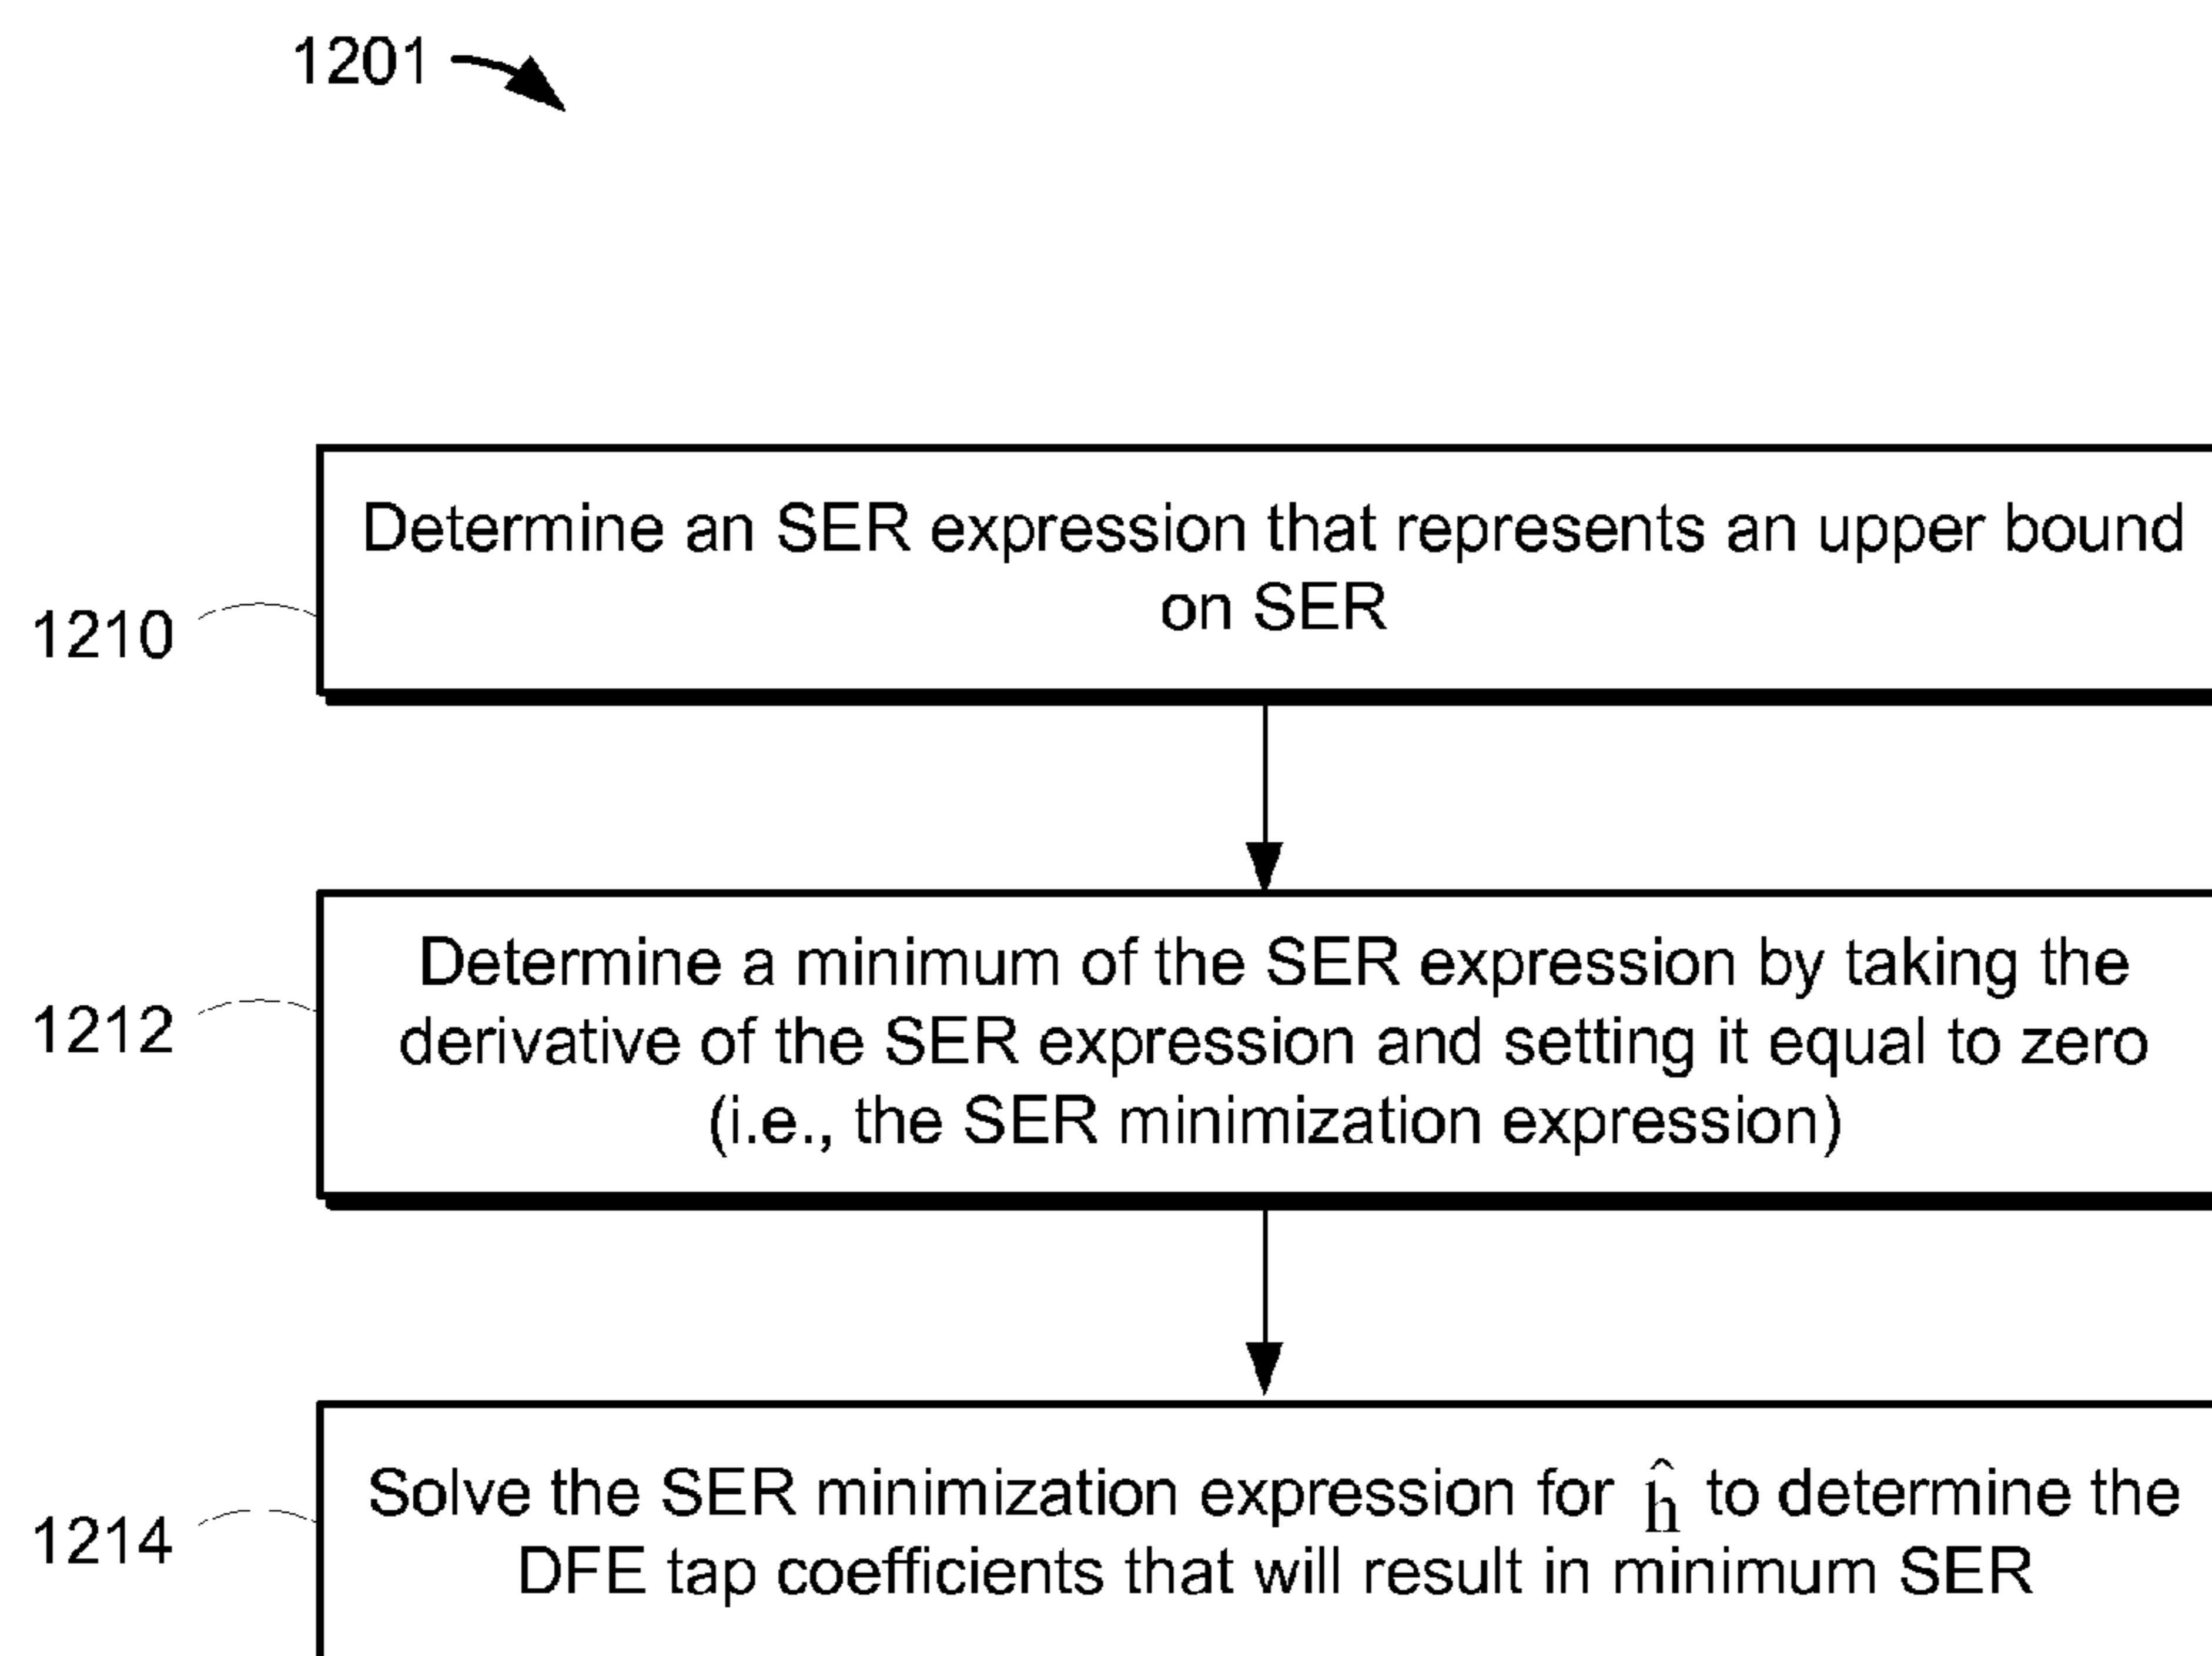 1201
Determine an SER expression that represents an upper bound
on SER
1210
Determine a minimum of the SER expression by taking the
derivative of the SER expression and setting it equal to zero
(i.e., the SER minimization expression)
1212
Solve the SER minimization expression for ĥ to determine the
DFE tap coefficients that will result in minimum SER
1214